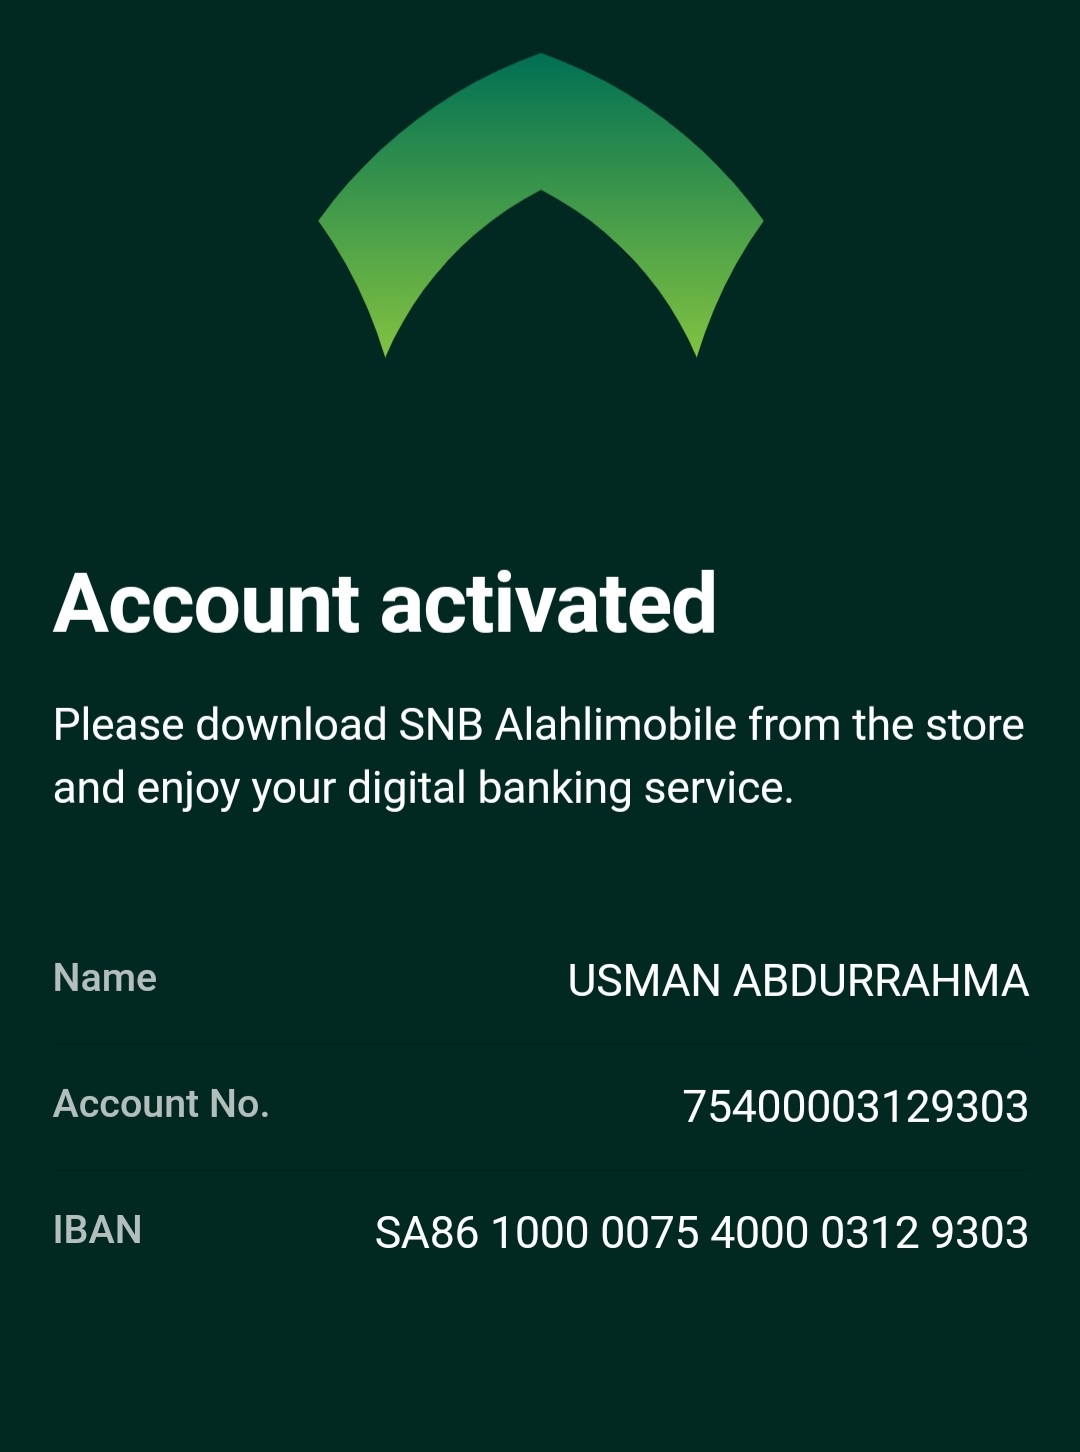 Account activated
Please download SNB Alahlimobile from the store
and enjoy your digital banking service.
Name USMAN ABDURRAHMA
Account No. 75400003129303
IBAN SA86 1000 0075 4000 0312 9303